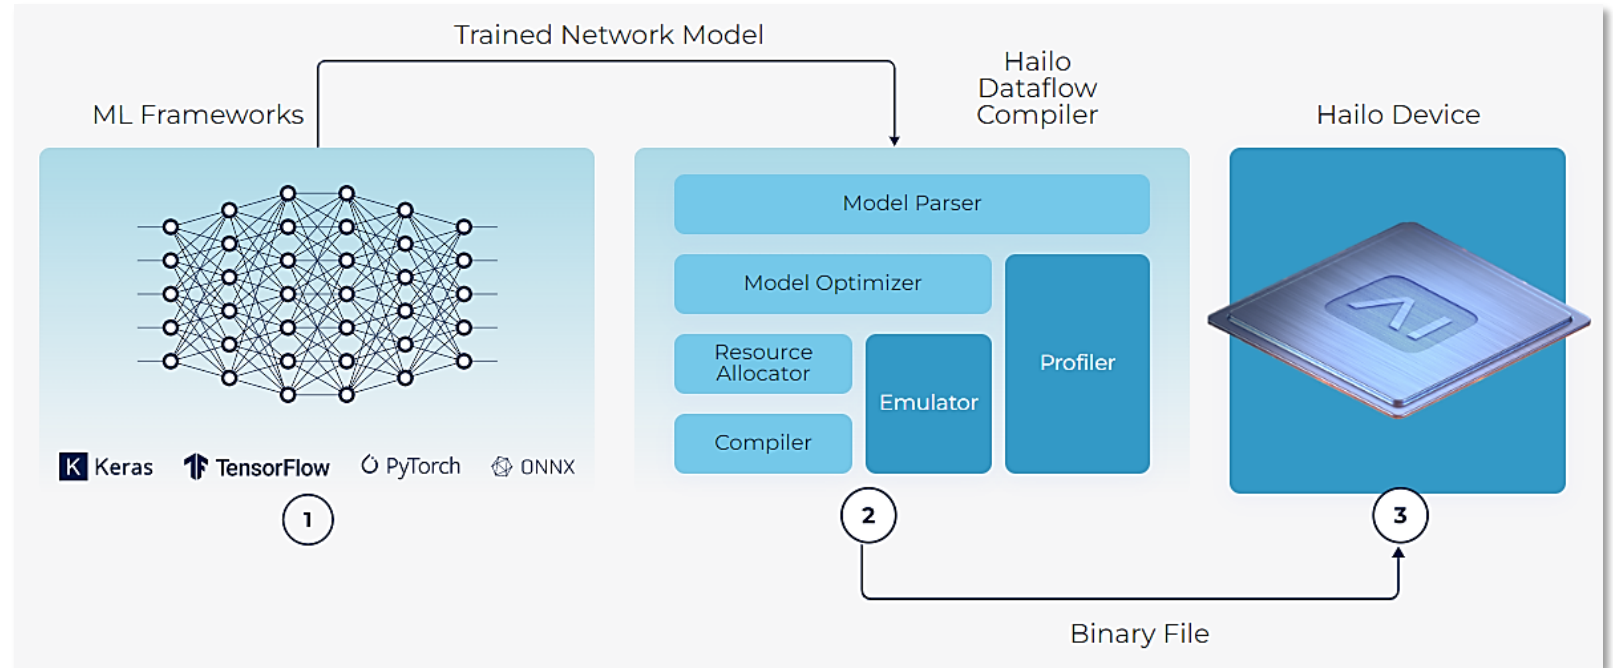 Trained Network Model
ML Frameworks
Hailo
Dataflow
Compiler
Hailo Device
Model Parser
Model Optimizer
Resource
Allocator
Compiler
Emulator
Profiler
AI
K Keras
TensorFlow
PyTorch
ONNX
1
2
3
Binary File